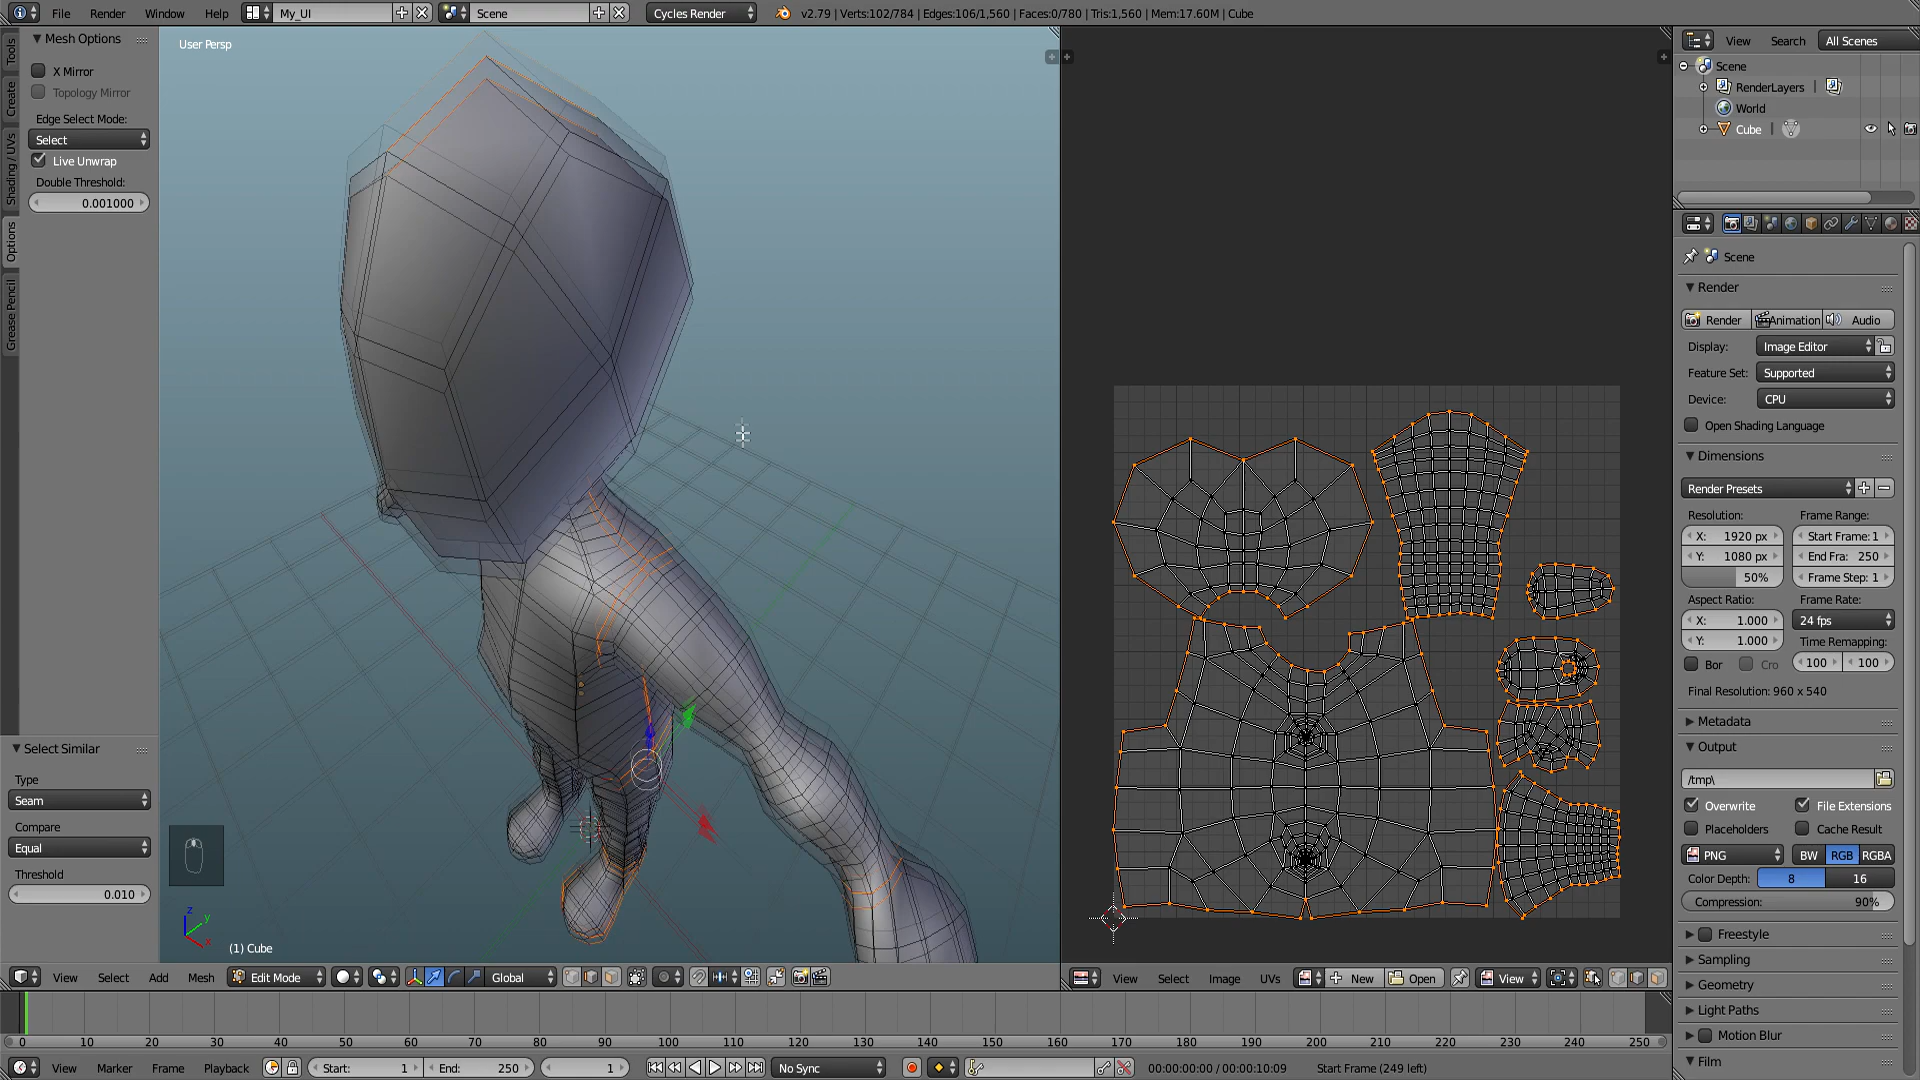 File Render Window Help My_UI Scene Cycles Render v2.79 | Verts:102/784 | Edges:106/1,560 | Faces:0/780 | Tris:1,560 | Mem:17.60M | Cube
Tools
Create
Shading / UVs
Options
Grease Pencil
Mesh Options
X Mirror
Topology Mirror
Edge Select Mode:
Select
Live Unwrap
Double Threshold:
0.001000
Select Similar
Type
Seam
Compare
Equal
Threshold
0.010
User Persp
z
y
x
(1) Cube
View Select Add Mesh Edit Mode Global
View Select Image UVs New Open View
View Search All Scenes
Scene
RenderLayers |
World
Cube |
Scene
Render
Render Animation Audio
Display: Image Editor
Feature Set: Supported
Device: CPU
Open Shading Language
Dimensions
Render Presets
Resolution: Frame Range:
X: 1920 px Start Frame: 1
Y: 1080 px End Fra: 250
50% Frame Step: 1
Aspect Ratio: Frame Rate:
X: 1.000 24 fps
Y: 1.000 Time Remapping:
Bor Cro 100 100
Final Resolution: 960 x 540
Metadata
Output
/tmp\
Overwrite File Extensions
Placeholders Cache Result
PNG BW RGB RGBA
Color Depth: 8 16
Compression: 90%
Freestyle
Sampling
Geometry
Light Paths
Motion Blur
Film
0 10 20 30 40 50 60 70 80 90 100 110 120 130 140 150 160 170 180 190 200 210 220 230 240 250
View Marker Frame Playback Start: 1 End: 250 1 No Sync 00:00:00:00 / 00:00:10:09 Start Frame (249 left)